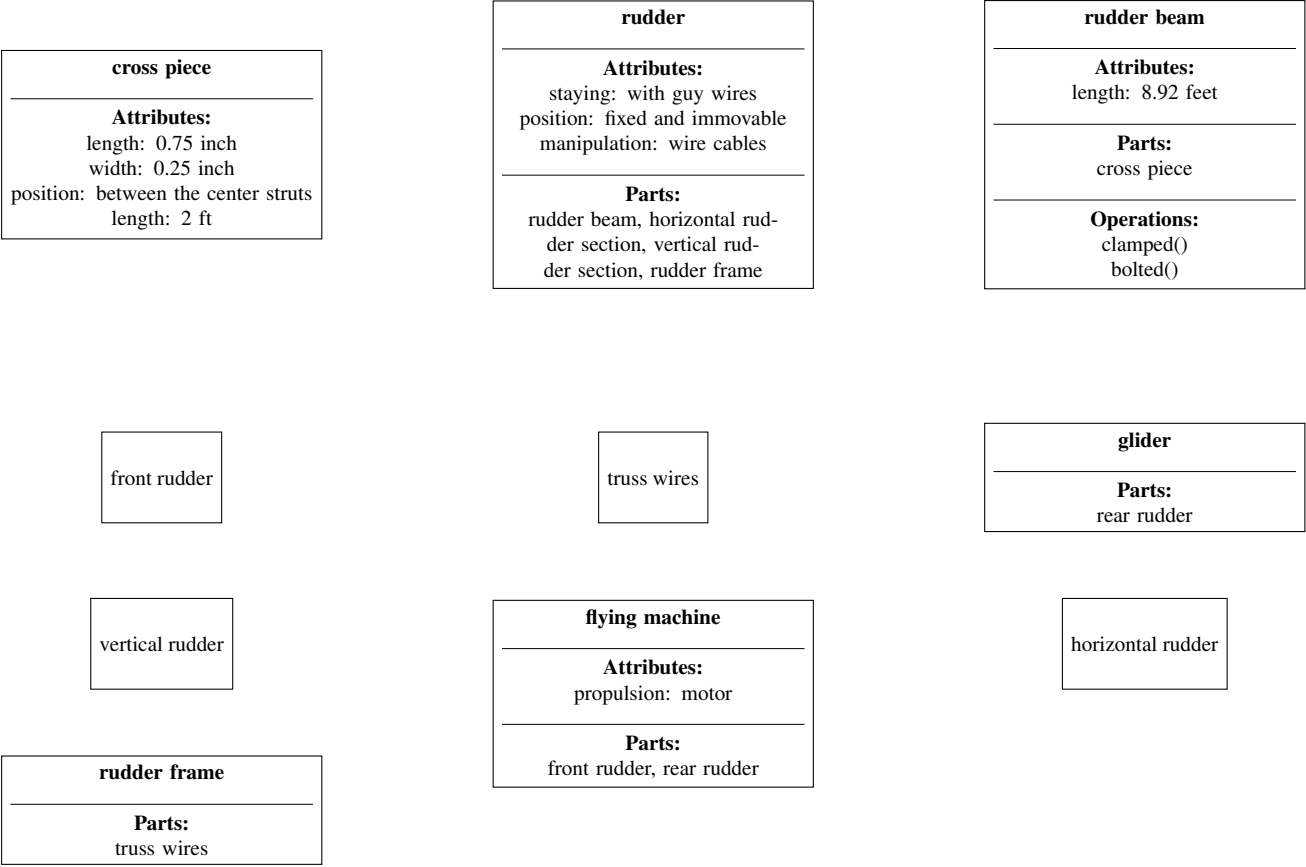 cross piece
Attributes:
length: 0.75 inch
width: 0.25 inch
position: between the center struts
length: 2 ft
rudder
Attributes:
staying: with guy wires
position: fixed and immovable
manipulation: wire cables
Parts:
rudder beam, horizontal rud-
der section, vertical rud-
der section, rudder frame
rudder beam
Attributes:
length: 8.92 feet
Parts:
cross piece
Operations:
clamped()
bolted()
front rudder
truss wires
glider
Parts:
rear rudder
vertical rudder
flying machine
Attributes:
propulsion: motor
Parts:
front rudder, rear rudder
horizontal rudder
rudder frame
Parts:
truss wires